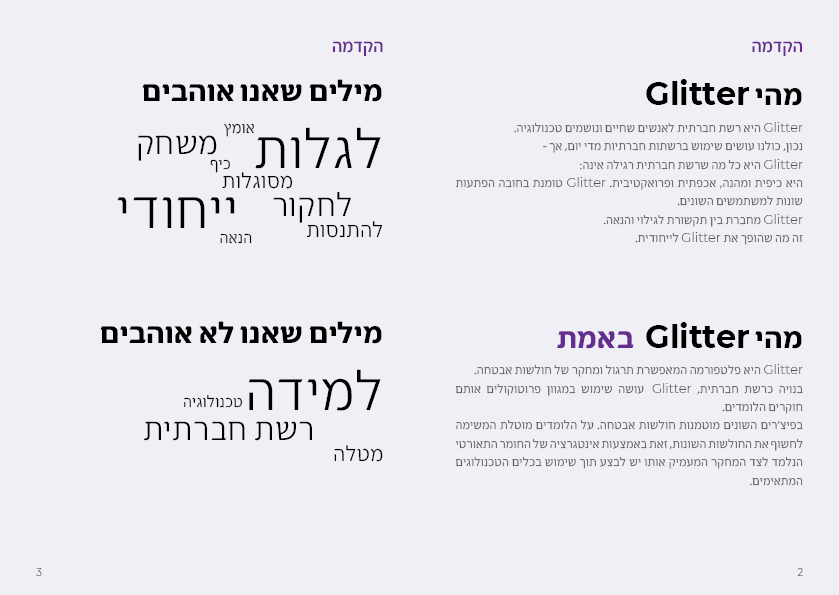 הקדמה
מהי Glitter
Glitter היא רשת חברתית לאנשים שחיים ונושמים טכנולוגיה.
נכון, כולנו עושים שימוש ברשתות חברתיות מדי יום, אך -
Glitter היא כל מה שרשת חברתית רגילה אינה:
היא כיפית ומהנה, אכפתית ופרואקטיבית. Glitter טומנת בחובה הפתעות
שונות למשתמשים השונים.
Glitter מחברת בין תקשורת לגילוי והנאה.
זה מה שהופך את Glitter לייחודית.
מהי Glitter באמת
Glitter היא פלטפורמה המאפשרת תרגול ומחקר של חולשות אבטחה.
בנויה כרשת חברתית, Glitter עושה שימוש במגוון פרוטוקולים אותם
חוקרים הלומדים.
בפיצ'רים השונים מוטמנות חולשות אבטחה. על הלומדים מוטלת המשימה
לחשוף את החולשות השונות, זאת באמצעות אינטגרציה של החומר התאורטי
הנלמד לצד המחקר המעמיק אותו יש לבצע תוך שימוש בכלים הטכנולוגים
המתאימים.
2
הקדמה
מילים שאנו אוהבים
אומץ
לגלות
משחק
כיף
מסוגלות
לחקור
ייחודי
להתנסות
הנאה
מילים שאנו לא אוהבים
למידה
טכנולוגיה
רשת חברתית
מטלה
3